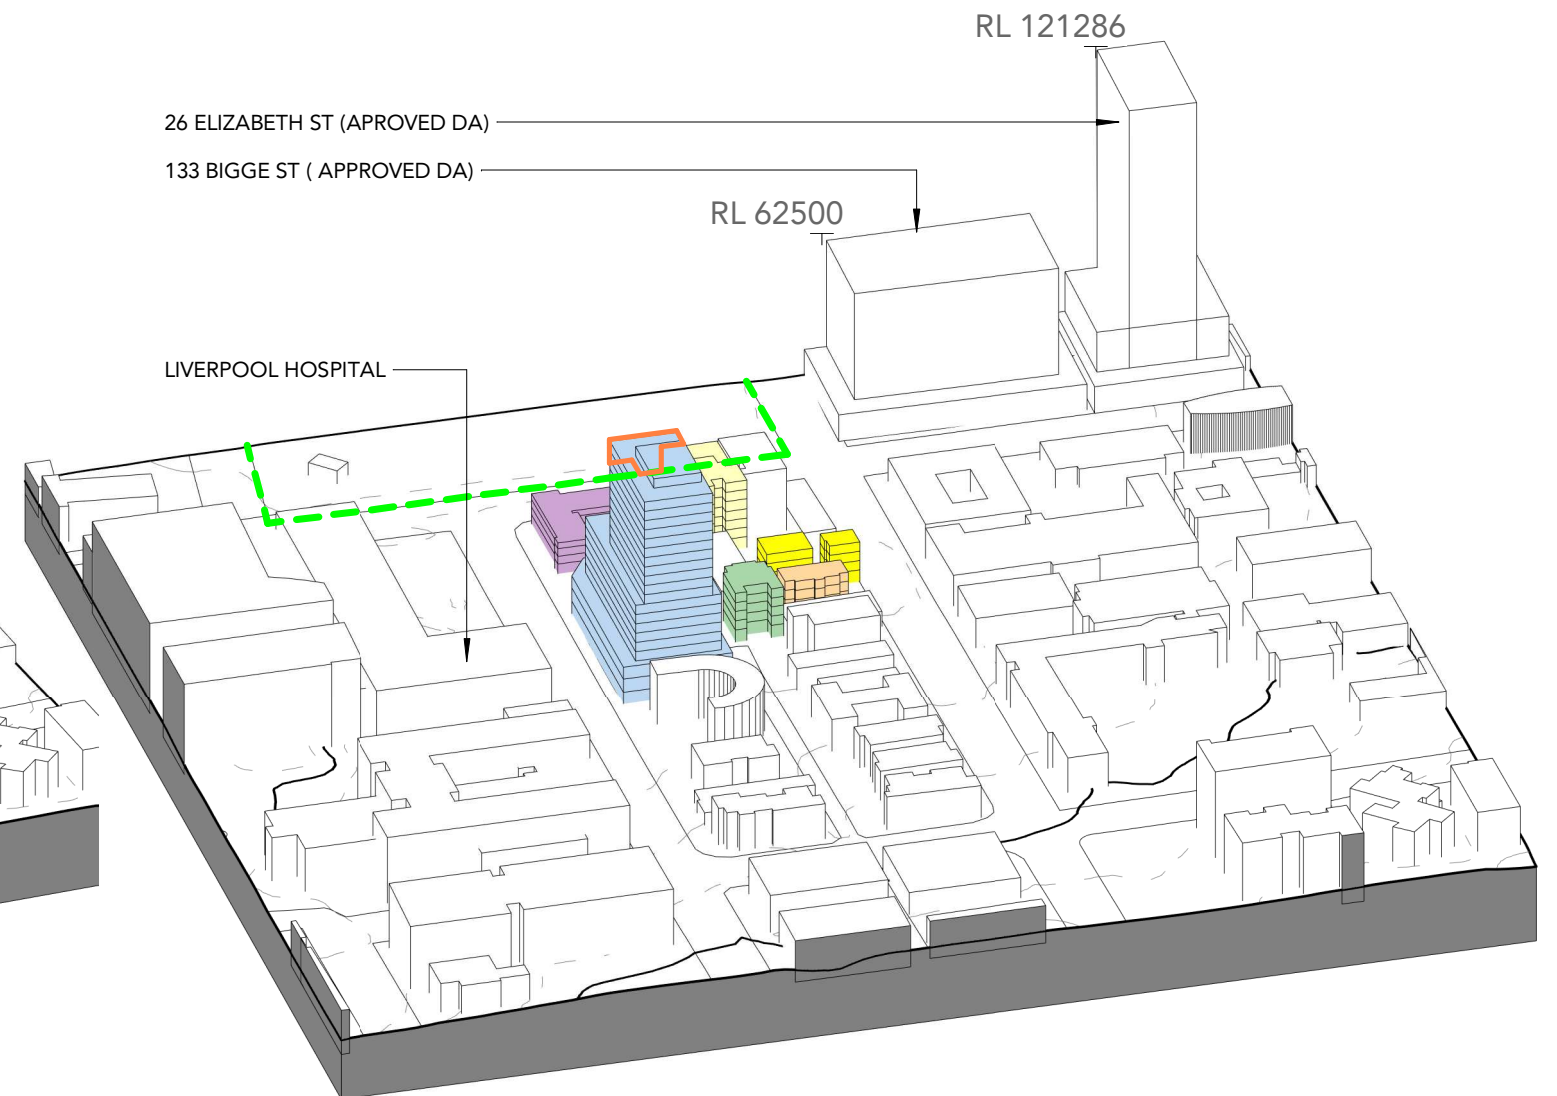 RL 121286
26 ELIZABETH ST (APROVED DA)
133 BIGGE ST ( APPROVED DA)
RL 62500
LIVERPOOL HOSPITAL